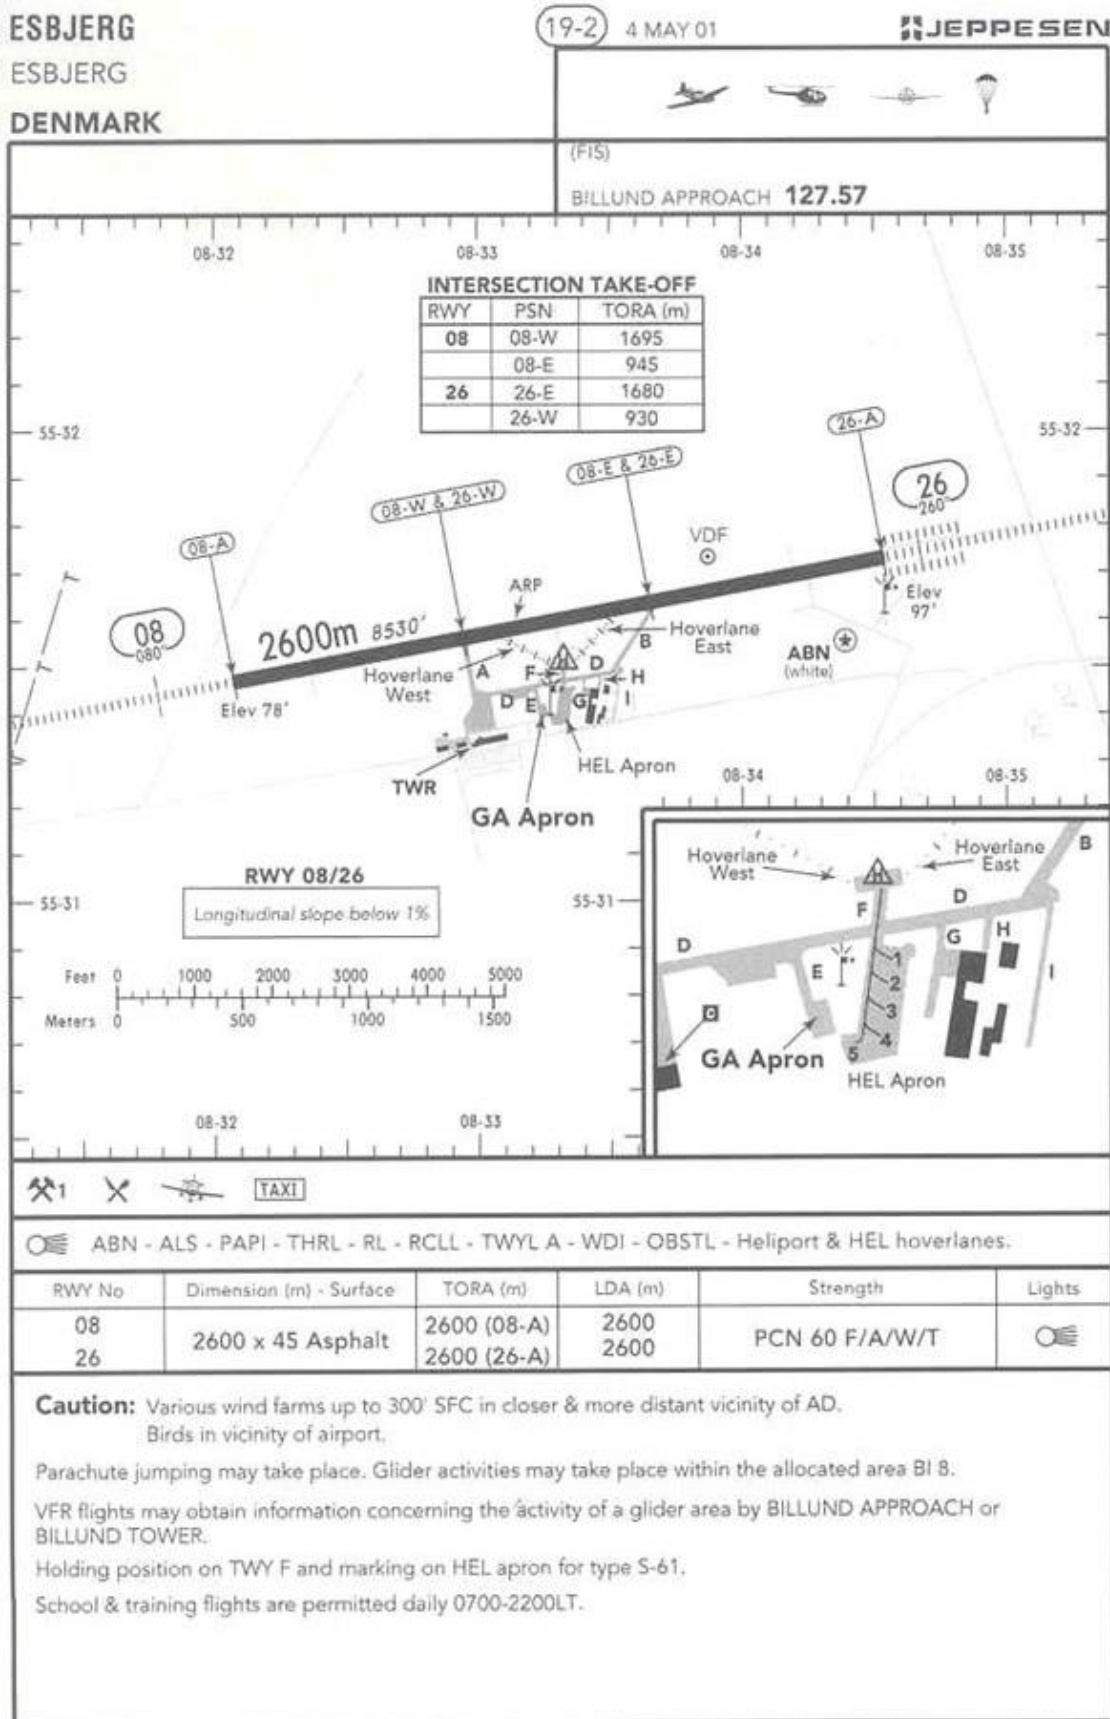 ESBJERG
19-2 4 MAY 01
JEPPESEN
ESBJERG
DENMARK
(FIS)
BILLUND APPROACH 127.57
08-32 08-33 08-34 08-35
INTERSECTION TAKE-OFF
RWY PSN TORA (m)
08 08-W 1695
08-E 945
26 26-E 1680
26-W 930
55-32 55-32
26-A
08-E & 26-E
26
260°
08-W & 26-W
VDF
08-A
ARP
Elev
97'
08
080°
2600m 8530'
Hoverlane
East
B
ABN
(white)
Hoverlane
West
A
F H D
H
D E G I
Elev 78'
T
T
V
HEL Apron
TWR
GA Apron
08-34 08-35
RWY 08/26
Longitudinal slope below 1%
55-31 55-31
Feet 0 1000 2000 3000 4000 5000
Meters 0 500 1000 1500
08-32 08-33
Hoverlane
West
H
Hoverlane
East
B
F D
D
G H
E
I
1
2
3
4
5
C
GA Apron
HEL Apron
1
TAXI
ABN - ALS - PAPI - THRL - RL - RCLL - TWYL A - WDI - OBSTL - Heliport & HEL hoverlanes.
RWY No Dimension (m) - Surface TORA (m) LDA (m) Strength Lights
08 2600 (08-A) 2600
2600 x 45 Asphalt PCN 60 F/A/W/T
26 2600 (26-A) 2600
Caution: Various wind farms up to 300' SFC in closer & more distant vicinity of AD.
Birds in vicinity of airport.
Parachute jumping may take place. Glider activities may take place within the allocated area BI 8.
VFR flights may obtain information concerning the activity of a glider area by BILLUND APPROACH or
BILLUND TOWER.
Holding position on TWY F and marking on HEL apron for type S-61.
School & training flights are permitted daily 0700-2200LT.